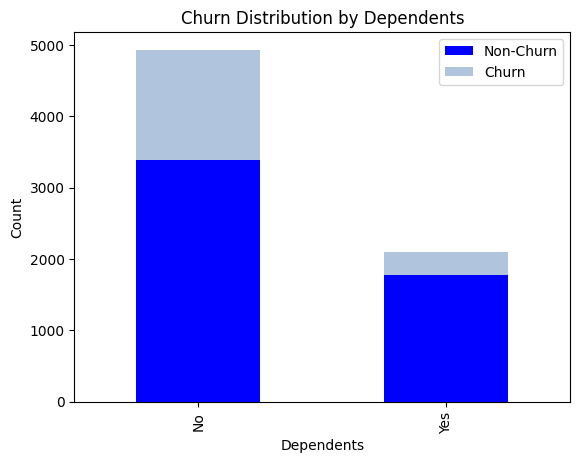 Churn Distribution by Dependents
Non-Churn
Churn
5000
4000
3000
2000
1000
0
Count
No
Yes
Dependents